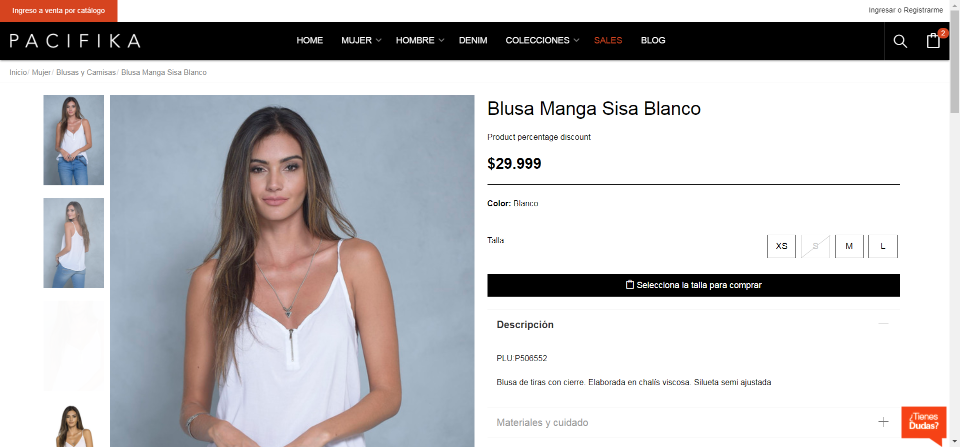 Ingreso a venta por catálogo
Ingresar o Registrarme
PACIFIKA
HOME MUJER HOMBRE DENIM COLECCIONES SALES BLOG
2
Inicio/ Mujer/ Blusas y Camisas/ Blusa Manga Sisa Blanco
Blusa Manga Sisa Blanco
Product percentage discount
$29.999
Color: Blanco
Talla
XS S M L
Selecciona la talla para comprar
Descripción
PLU:P506552
Blusa de tiras con cierre. Elaborada en chalís viscosa. Silueta semi ajustada
Materiales y cuidado
¿Tienes
Dudas?